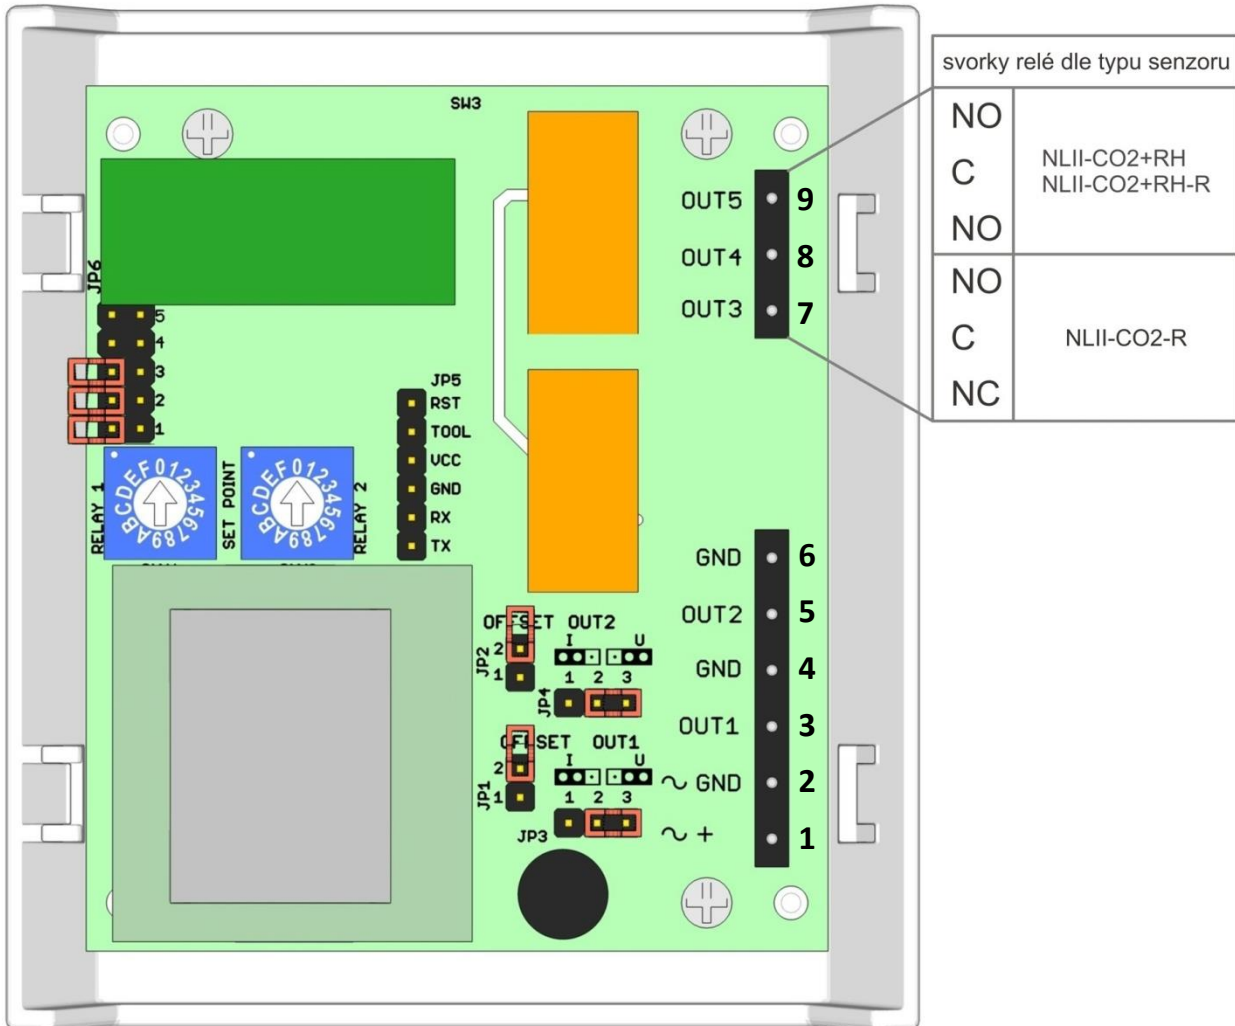 SW3
svorky relé dle typu senzoru
NO
C
NO
NLII-CO2+RH
NLII-CO2+RH-R
NO
C
NC
NLII-CO2-R
OUT5 9
OUT4 8
OUT3 7
JP6
5
4
3
2
1
JP5
RST
TOOL
VCC
GND
RX
TX
RELAY 1
0123456789ABCDEF
SET POINT
0123456789ABCDEF
RELAY 2
GND 6
OUT2 5
GND 4
OUT1 3
~ GND 2
~ + 1
OFFSET OUT2
I U
JP2
2
1
1 2 3
JP4
OFFSET OUT1
I U
JP1
2
1
1 2 3
JP3